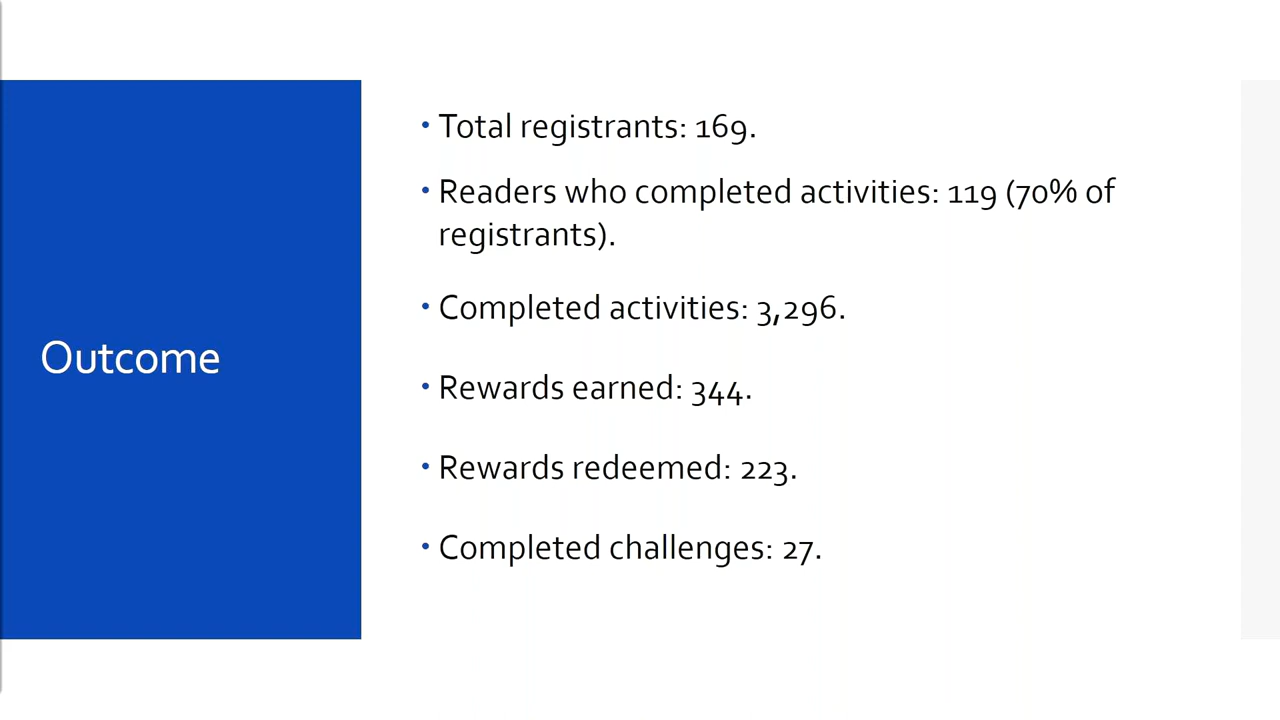 Outcome
• Total registrants: 169.
• Readers who completed activities: 119 (70% of
registrants).
• Completed activities: 3,296.
• Rewards earned: 344.
• Rewards redeemed: 223.
• Completed challenges: 27.